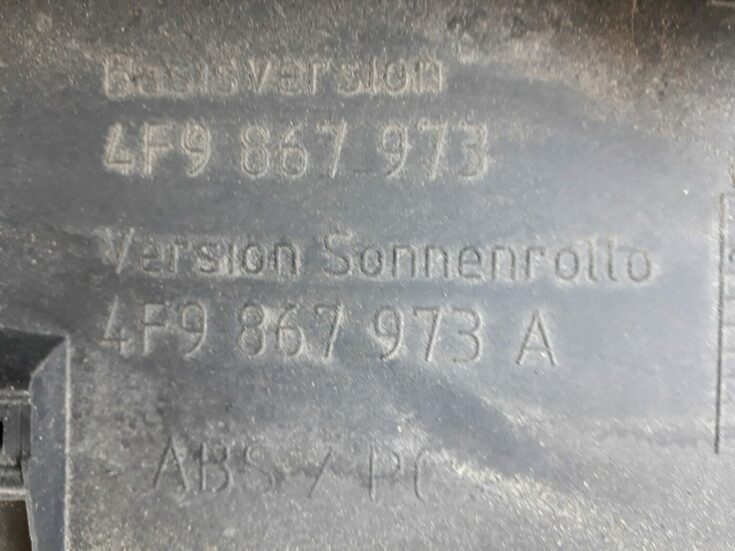 Basisversion
4F9 867 973
Version Sonnenrollo
4F9 867 973 A
ABS / PC